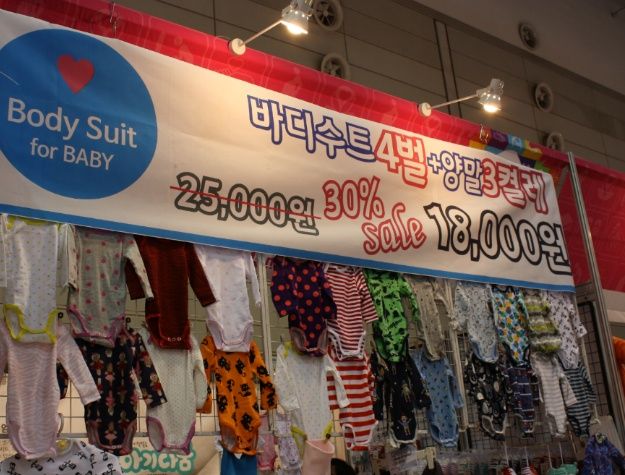 Body Suit
for BABY
바디수트4벌+양말3켤레
25,000원 30% sale 18,000원